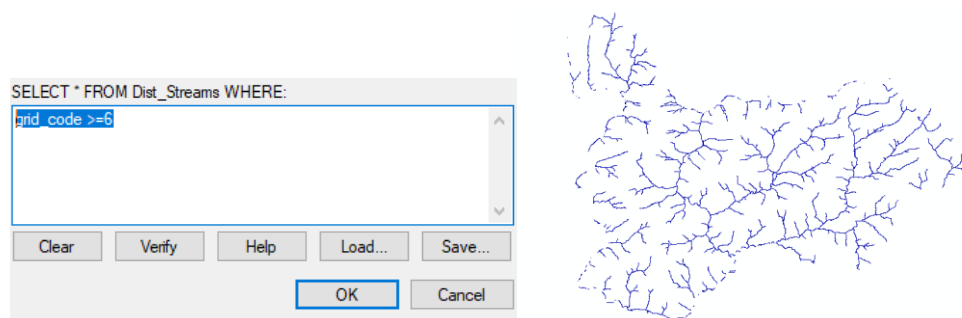 SELECT * FROM Dist_Streams WHERE:
grid_code >=6
Clear Verify Help Load... Save...
OK Cancel